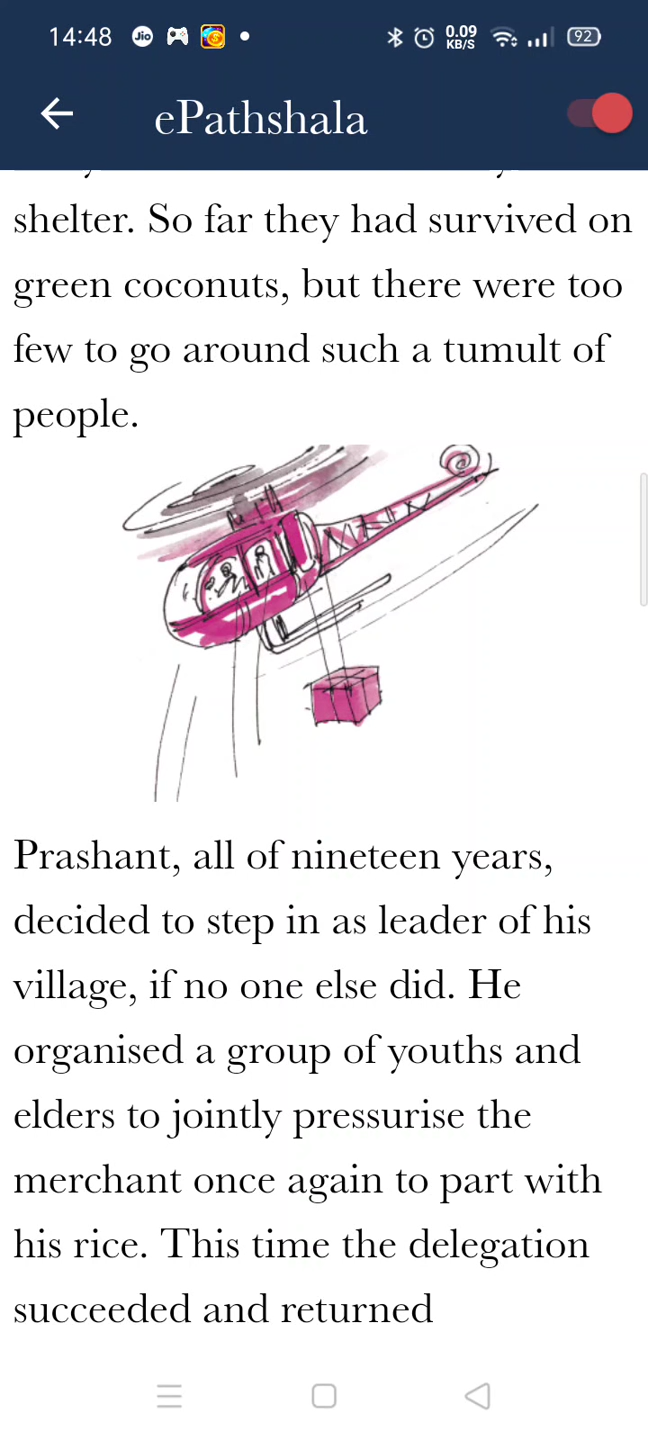 14:48 Jio 0.09 KB/S 92
ePathshala
shelter. So far they had survived on
green coconuts, but there were too
few to go around such a tumult of
people.
Prashant, all of nineteen years,
decided to step in as leader of his
village, if no one else did. He
organised a group of youths and
elders to jointly pressurise the
merchant once again to part with
his rice. This time the delegation
succeeded and returned